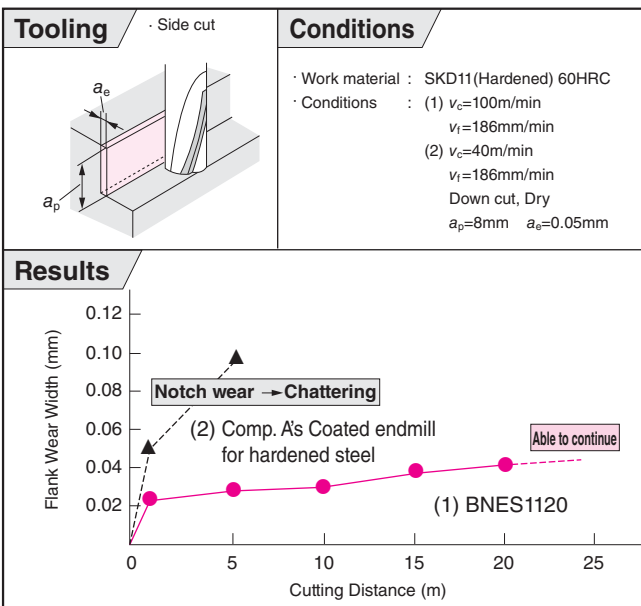 Tooling
· Side cut
ae
ap
Conditions
· Work material : SKD11(Hardened) 60HRC
· Conditions : (1) vc=100m/min
vf=186mm/min
(2) vc=40m/min
vf=186mm/min
Down cut, Dry
ap=8mm ae=0.05mm
Results
Flank Wear Width (mm)
0.12
0.10
0.08
0.06
0.04
0.02
Notch wear → Chattering
(2) Comp. A's Coated endmill
for hardened steel
Able to continue
(1) BNES1120
0 5 10 15 20 25
Cutting Distance (m)